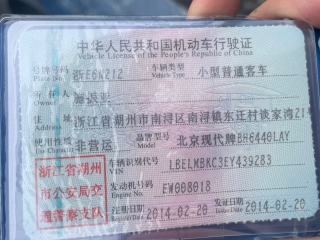 中华人民共和国机动车行驶证
Vehicle License of the People's Republic of China
号牌号码 浙E6N212 车辆类型 小型普通客车
Plate No. Vehicle Type
所有人
Owner
住址 浙江省湖州市南浔区南浔镇东迁村谈家湾21
使用性质 非营运 品牌型号 北京现代牌BH6440LAY
Use Character Model
浙江省湖州市公安局交通警察支队
车辆识别代号 LBELMBKC3EY439283
VIN
发动机号码 EW008018
Engine No.
注册日期 2014-02-20 发证日期 2014-02-20
Register Date Issue Date